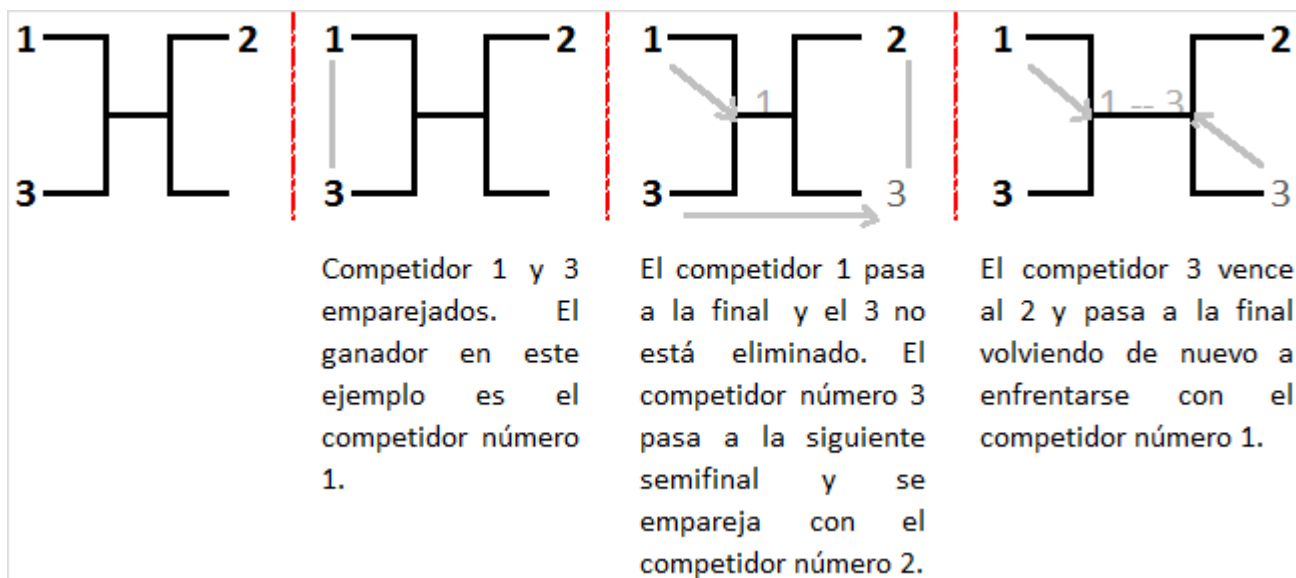 1 2
3
1 2
3
1 2
1
3 3
1 2
1 -- 3
3 3
Competidor 1 y 3
emparejados. El
ganador en este
ejemplo es el
competidor número
1.
El competidor 1 pasa
a la final y el 3 no
está eliminado. El
competidor número 3
pasa a la siguiente
semifinal y se
empareja con el
competidor número 2.
El competidor 3 vence
al 2 y pasa a la final
volviendo de nuevo a
enfrentarse con el
competidor número 1.